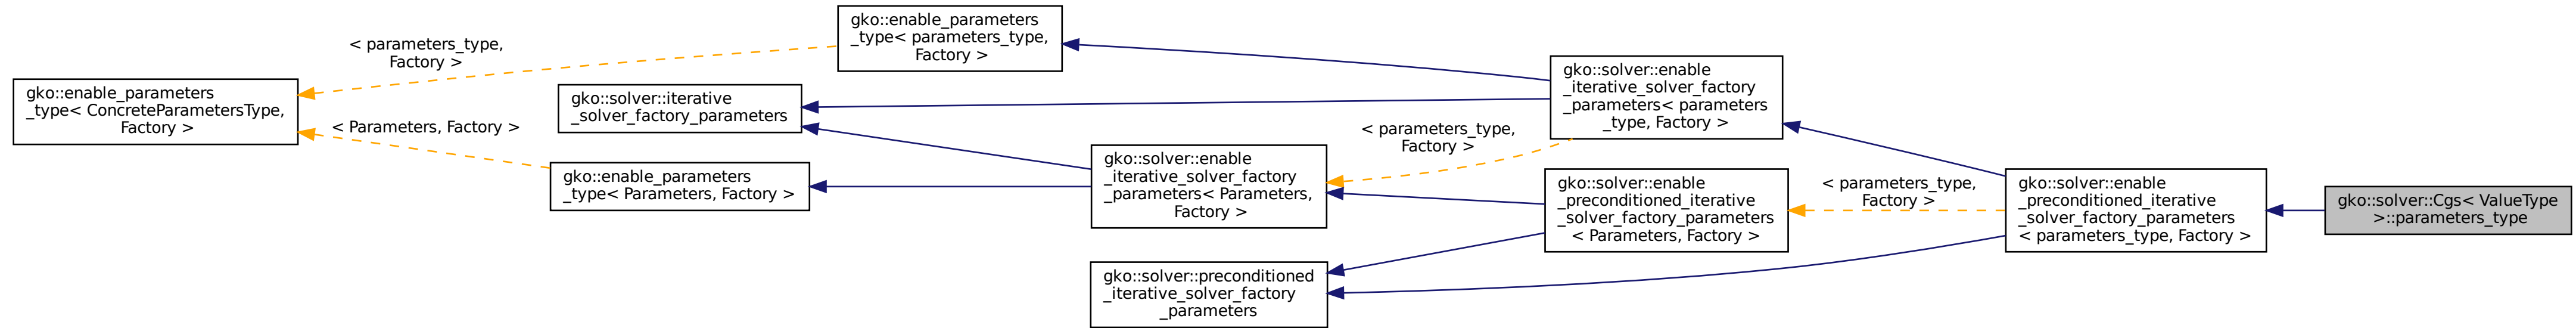 gko::enable_parameters
_type< ConcreteParametersType,
Factory >
< parameters_type,
Factory >
< Parameters, Factory >
gko::enable_parameters
_type< parameters_type,
Factory >
gko::solver::iterative
_solver_factory_parameters
gko::enable_parameters
_type< Parameters, Factory >
gko::solver::enable
_iterative_solver_factory
_parameters< Parameters,
Factory >
gko::solver::preconditioned
_iterative_solver_factory
_parameters
< parameters_type,
Factory >
gko::solver::enable
_iterative_solver_factory
_parameters< parameters
_type, Factory >
gko::solver::enable
_preconditioned_iterative
_solver_factory_parameters
< Parameters, Factory >
< parameters_type,
Factory >
gko::solver::enable
_preconditioned_iterative
_solver_factory_parameters
< parameters_type, Factory >
gko::solver::Cgs< ValueType
>::parameters_type